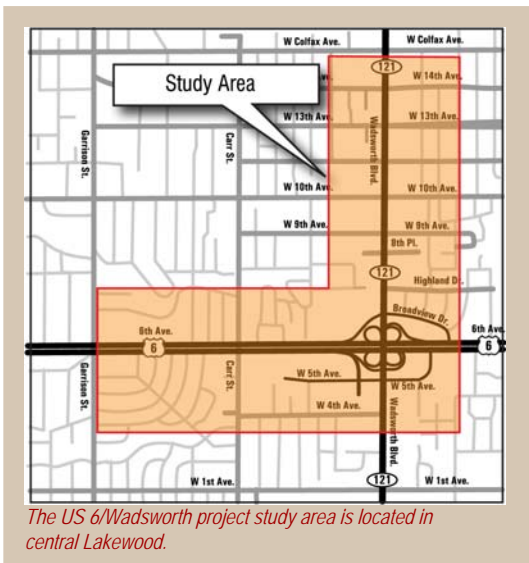 W Colfax Ave.
W Colfax Ave.
121
Study Area
W 14th Ave.
W 13th Ave.
W 13th Ave.
Garrison St.
Carr St.
Wadsworth Blvd.
W 10th Ave.
W 10th Ave.
W 9th Ave.
W 9th Ave.
8th Pl.
121
Highland Dr.
Broadview Dr.
6th Ave.
6th Ave.
6
6
Garrison St.
Carr St.
W 5th Ave.
W 5th Ave.
W 4th Ave.
Wadsworth Blvd.
W 1st Ave.
121
W 1st Ave.
The US 6/Wadsworth project study area is located in
central Lakewood.